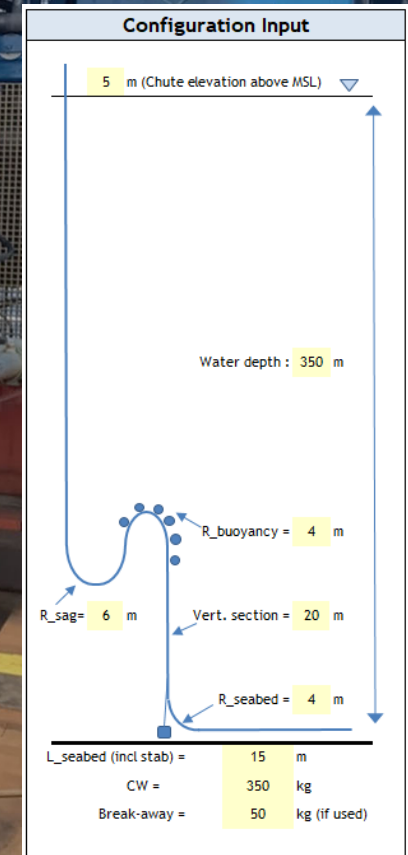 Configuration Input
5 m (Chute elevation above MSL)
Water depth : 350 m
R_buoyancy = 4 m
R_sag= 6 m
Vert. section = 20 m
R_seabed = 4 m
L_seabed (incl stab) = 15 m
CW = 350 kg
Break-away = 50 kg (if used)